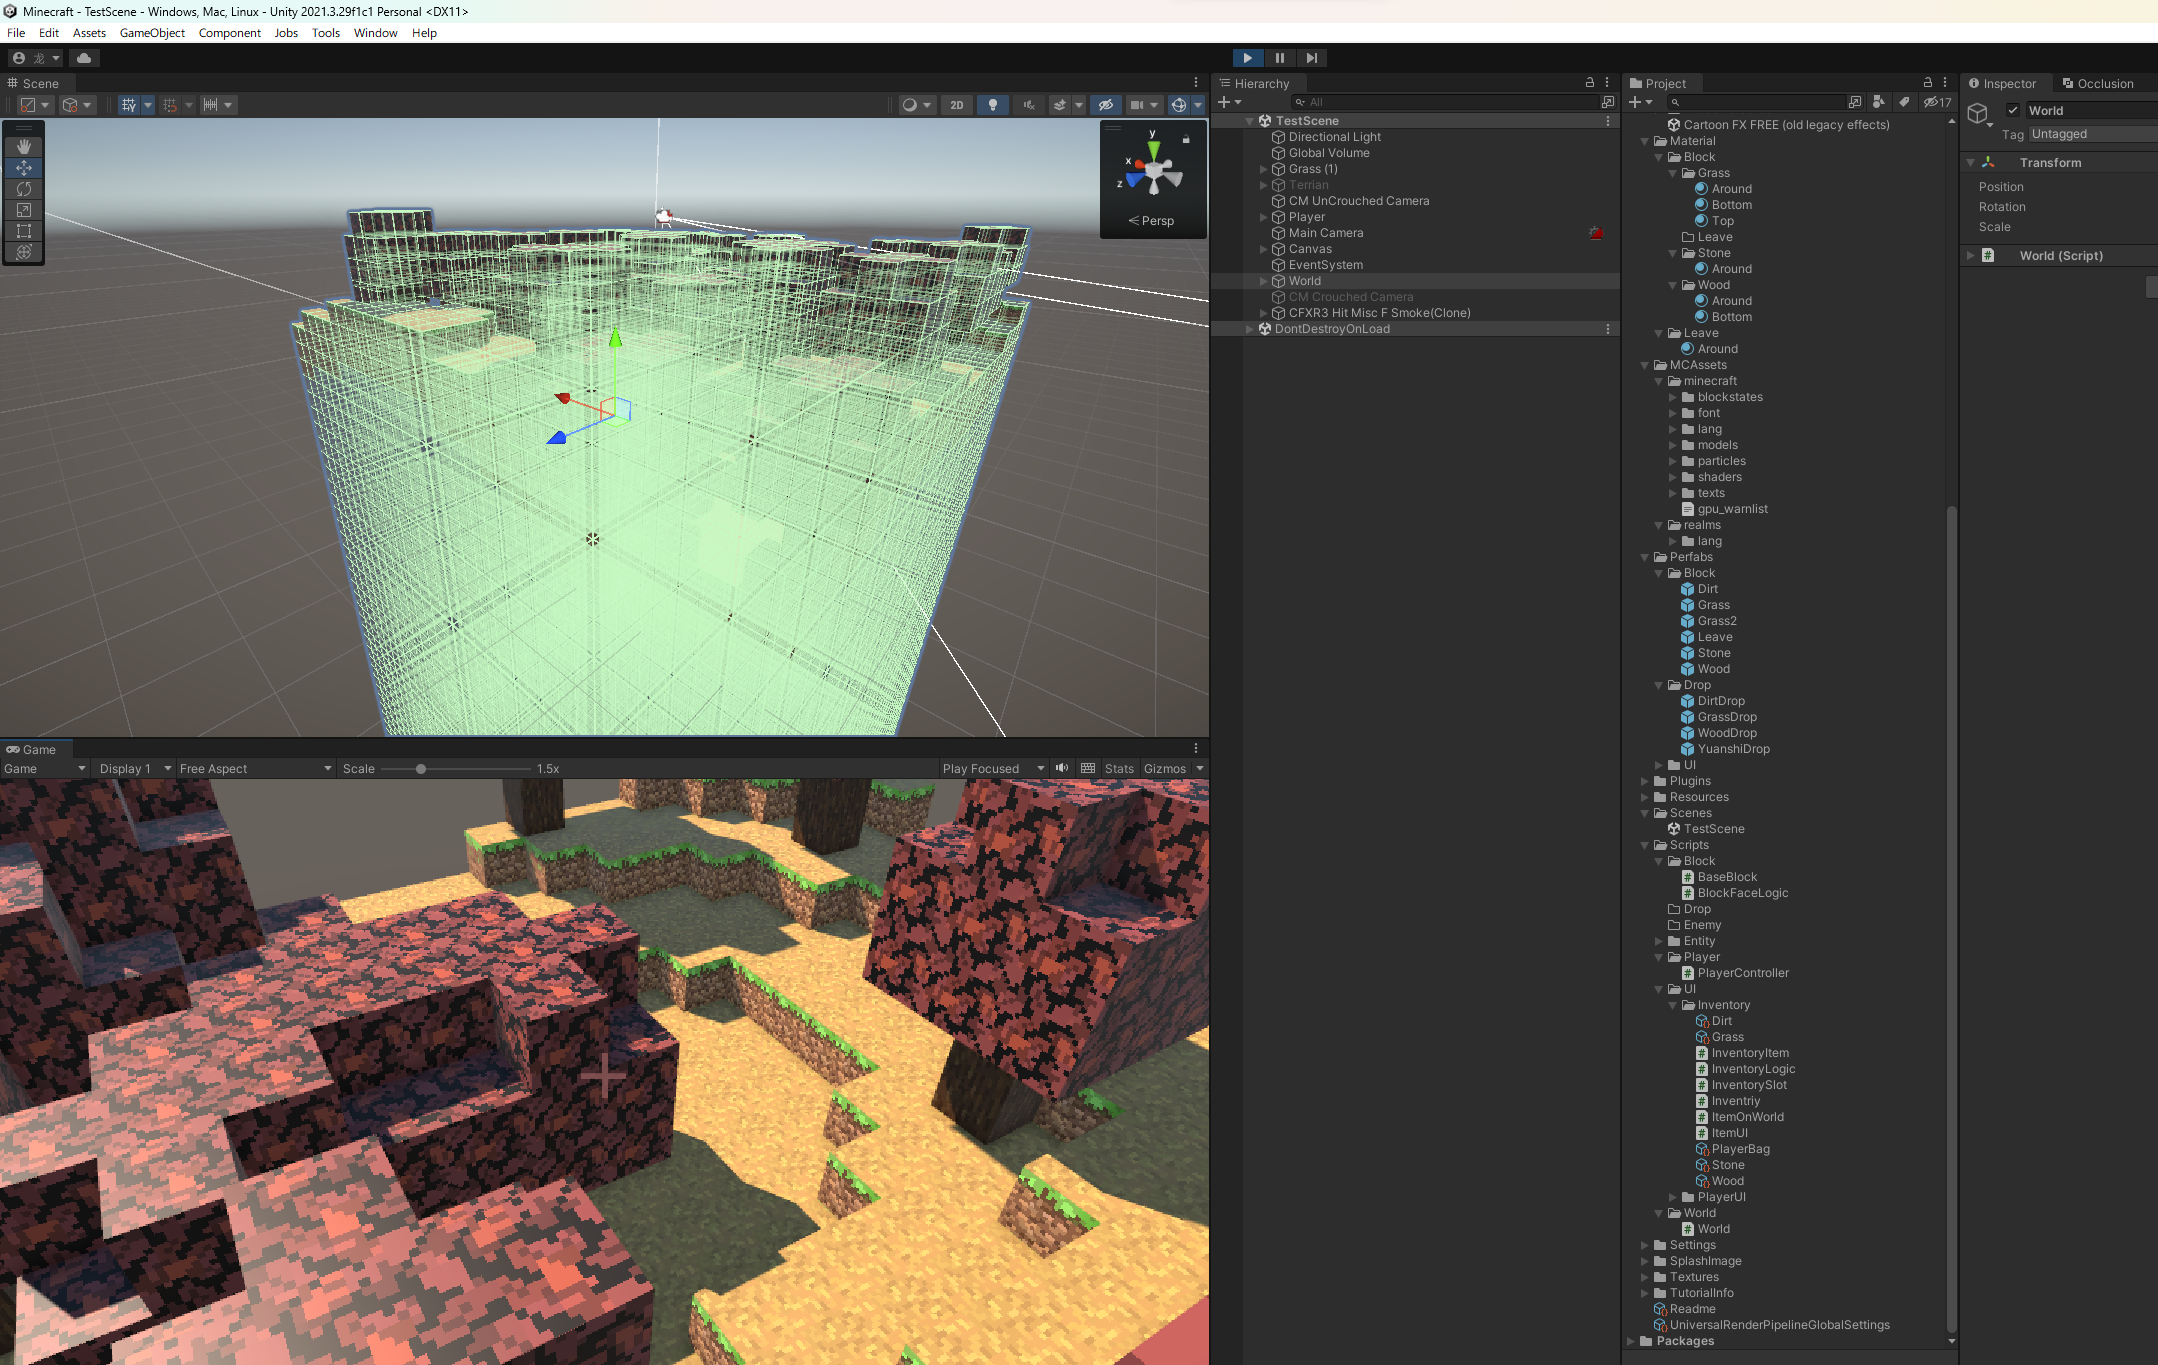 Minecraft - TestScene - Windows, Mac, Linux - Unity 2021.3.29f1c1 Personal <DX11>
File Edit Assets GameObject Component Jobs Tools Window Help
龙
Scene
2D
y
x
z
Persp
Game
Game Display 1 Free Aspect Scale 1.5x Play Focused Stats Gizmos
Hierarchy
All
TestScene
Directional Light
Global Volume
Grass (1)
Terrian
CM UnCrouched Camera
Player
Main Camera
Canvas
EventSystem
World
CM Crouched Camera
CFXR3 Hit Misc F Smoke(Clone)
DontDestroyOnLoad
Project
17
Cartoon FX FREE (old legacy effects)
Material
Block
Grass
Around
Bottom
Top
Leave
Stone
Around
Wood
Around
Bottom
Leave
Around
MCAssets
minecraft
blockstates
font
lang
models
particles
shaders
texts
gpu_warnlist
realms
lang
Perfabs
Block
Dirt
Grass
Grass2
Leave
Stone
Wood
Drop
DirtDrop
GrassDrop
WoodDrop
YuanshiDrop
UI
Plugins
Resources
Scenes
TestScene
Scripts
Block
BaseBlock
BlockFaceLogic
Drop
Enemy
Entity
Player
PlayerController
UI
Inventory
Dirt
Grass
InventoryItem
InventoryLogic
InventorySlot
Inventriy
ItemOnWorld
ItemUI
PlayerBag
Stone
Wood
PlayerUI
World
World
Settings
SplashImage
Textures
TutorialInfo
Readme
UniversalRenderPipelineGlobalSettings
Packages
Inspector Occlusion
World
Tag Untagged
Transform
Position
Rotation
Scale
World (Script)